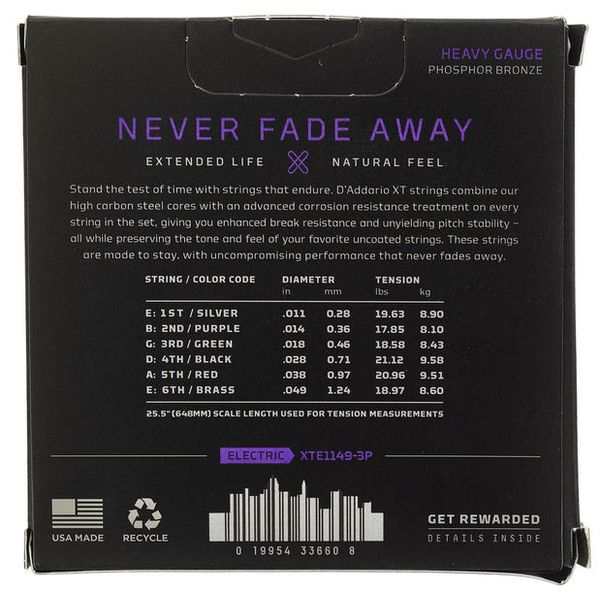 HEAVY GAUGE
PHOSPHOR BRONZE
NEVER FADE AWAY
EXTENDED LIFE NATURAL FEEL
Stand the test of time with strings that endure. D'Addario XT strings combine our
high carbon steel cores with an advanced corrosion resistance treatment on every
string in the set, giving you enhanced break resistance and unyielding pitch stability –
all while preserving the tone and feel of your favorite uncoated strings. These strings
are made to stay, with uncompromising performance that never fades away.
STRING / COLOR CODE DIAMETER TENSION
in mm lbs kg
E: 1ST / SILVER .011 0.28 19.63 8.90
B: 2ND / PURPLE .014 0.36 17.85 8.10
G: 3RD / GREEN .018 0.46 18.58 8.43
D: 4TH / BLACK .028 0.71 21.12 9.58
A: 5TH / RED .038 0.97 20.96 9.51
E: 6TH / BRASS .049 1.24 18.97 8.60
25.5" (648MM) SCALE LENGTH USED FOR TENSION MEASUREMENTS
ELECTRIC XTE1149-3P
USA MADE
RECYCLE
0 19954 33660 8
GET REWARDED
DETAILS INSIDE